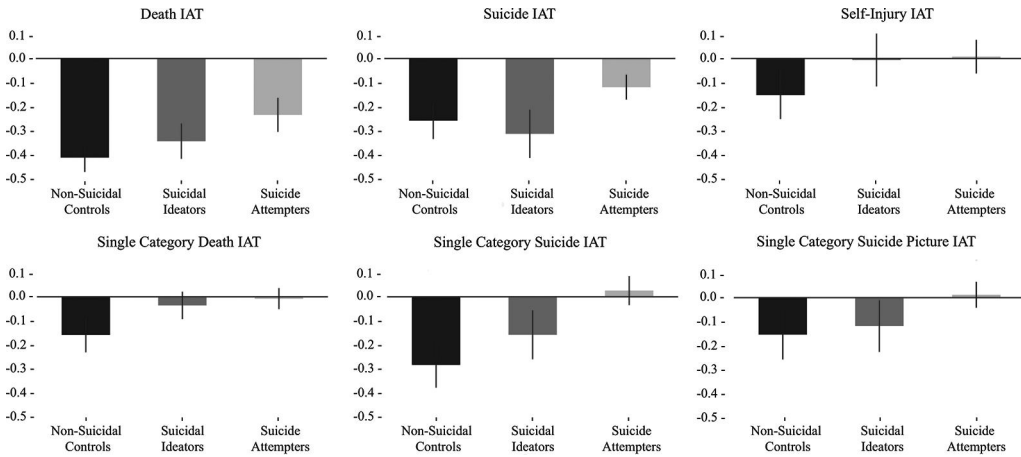 Death IAT
0.1 -
0.0 -
-0.1 -
-0.2 -
-0.3 -
-0.4 -
-0.5 -
Non-Suicidal
Controls
Suicidal
Ideators
Suicide
Attempters
Suicide IAT
0.1 -
0.0 -
-0.1 -
-0.2 -
-0.3 -
-0.4 -
-0.5 -
Non-Suicidal
Controls
Suicidal
Ideators
Suicide
Attempters
Self-Injury IAT
0.1 -
0.0 -
-0.1 -
-0.2 -
-0.3 -
-0.4 -
-0.5 -
Non-Suicidal
Controls
Suicidal
Ideators
Suicide
Attempters
Single Category Death IAT
0.1 -
0.0 -
-0.1 -
-0.2 -
-0.3 -
-0.4 -
-0.5 -
Non-Suicidal
Controls
Suicidal
Ideators
Suicide
Attempters
Single Category Suicide IAT
0.1 -
0.0 -
-0.1 -
-0.2 -
-0.3 -
-0.4 -
-0.5 -
Non-Suicidal
Controls
Suicidal
Ideators
Suicide
Attempters
Single Category Suicide Picture IAT
0.1 -
0.0 -
-0.1 -
-0.2 -
-0.3 -
-0.4 -
-0.5 -
Non-Suicidal
Controls
Suicidal
Ideators
Suicide
Attempters